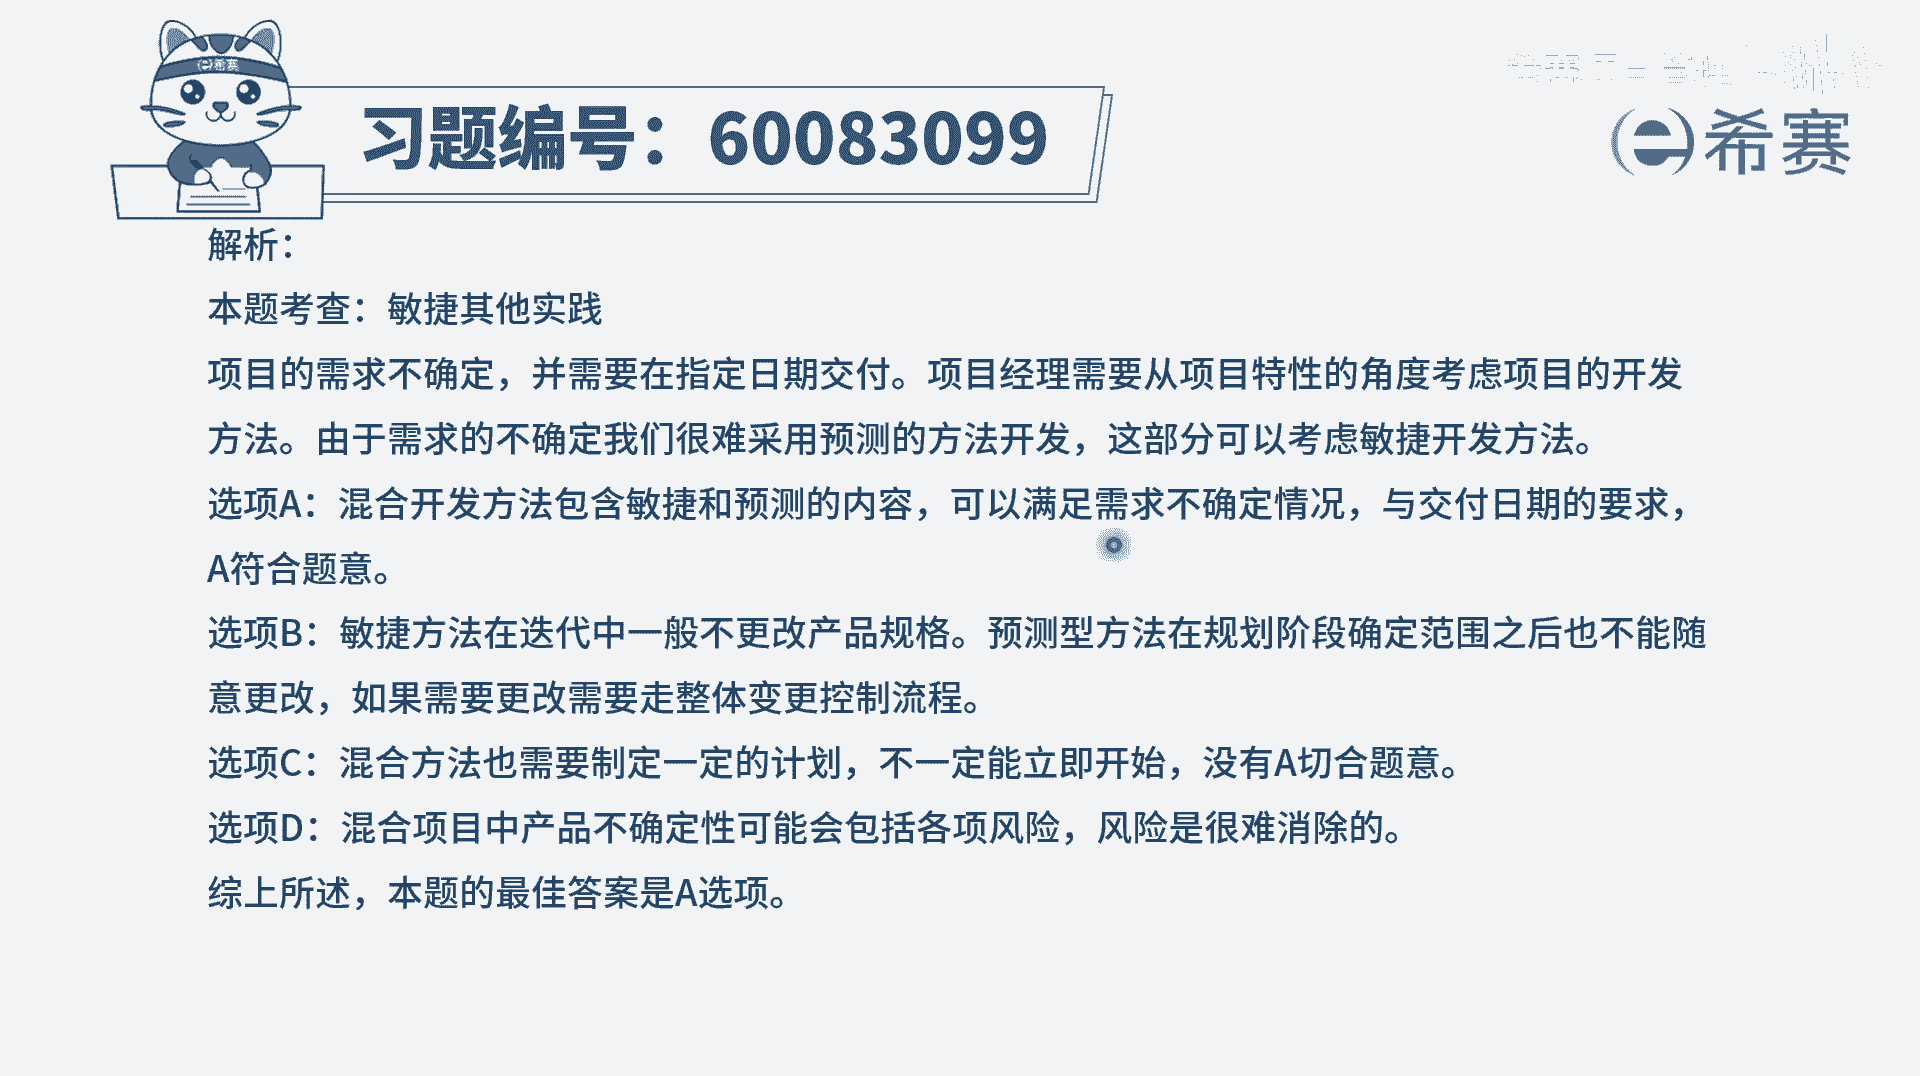 希赛
习题编号：60083099
希赛
解析：
本题考查：敏捷其他实践
项目的需求不确定，并需要在指定日期交付。项目经理需要从项目特性的角度考虑项目的开发
方法。由于需求的不确定我们很难采用预测的方法开发，这部分可以考虑敏捷开发方法。
选项A：混合开发方法包含敏捷和预测的内容，可以满足需求不确定情况，与交付日期的要求，
A符合题意。
选项B：敏捷方法在迭代中一般不更改产品规格。预测型方法在规划阶段确定范围之后也不能随
意更改，如果需要更改需要走整体变更控制流程。
选项C：混合方法也需要制定一定的计划，不一定能立即开始，没有A切合题意。
选项D：混合项目中产品不确定性可能会包括各项风险，风险是很难消除的。
综上所述，本题的最佳答案是A选项。